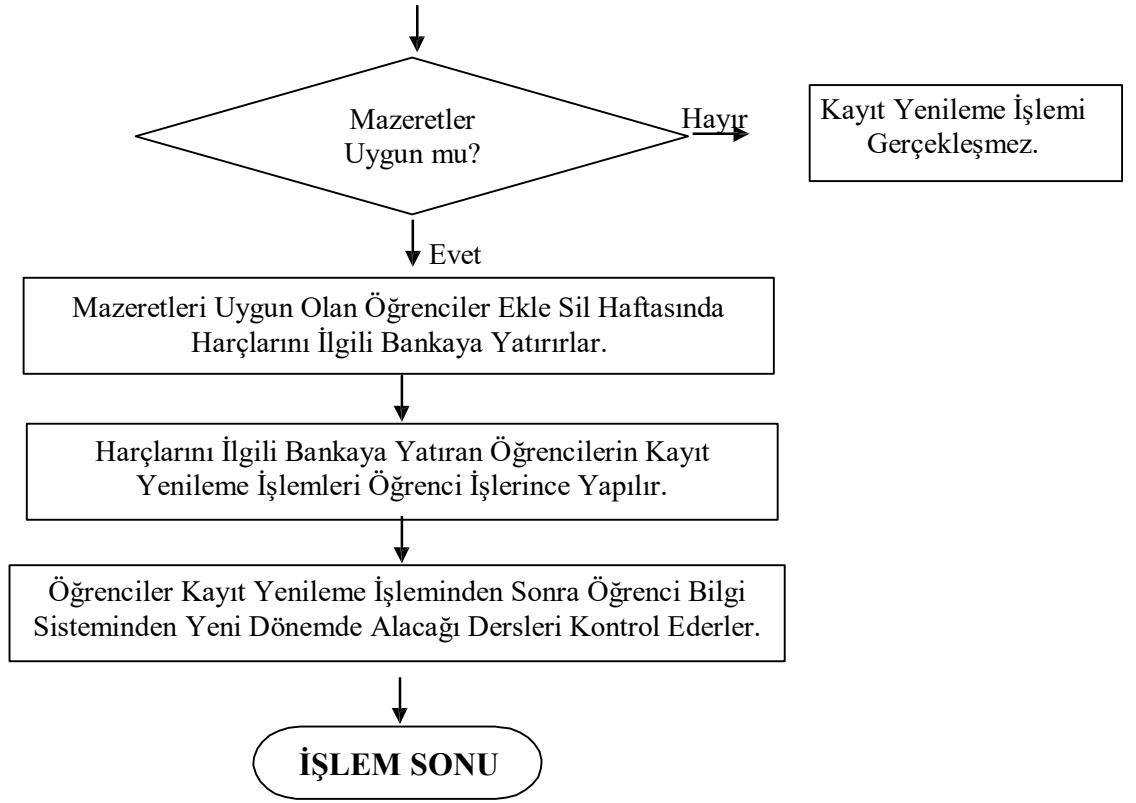 Mazeretler
Uygun mu?
Hayır
Kayıt Yenileme İşlemi
Gerçekleşmez.
Evet
Mazeretleri Uygun Olan Öğrenciler Ekle Sil Haftasında
Harçlarını İlgili Bankaya Yatırırlar.
Harçlarını İlgili Bankaya Yatıran Öğrencilerin Kayıt
Yenileme İşlemleri Öğrenci İşlerince Yapılır.
Öğrenciler Kayıt Yenileme İşleminden Sonra Öğrenci Bilgi
Sisteminden Yeni Dönemde Alacağı Dersleri Kontrol Ederler.
İŞLEM SONU